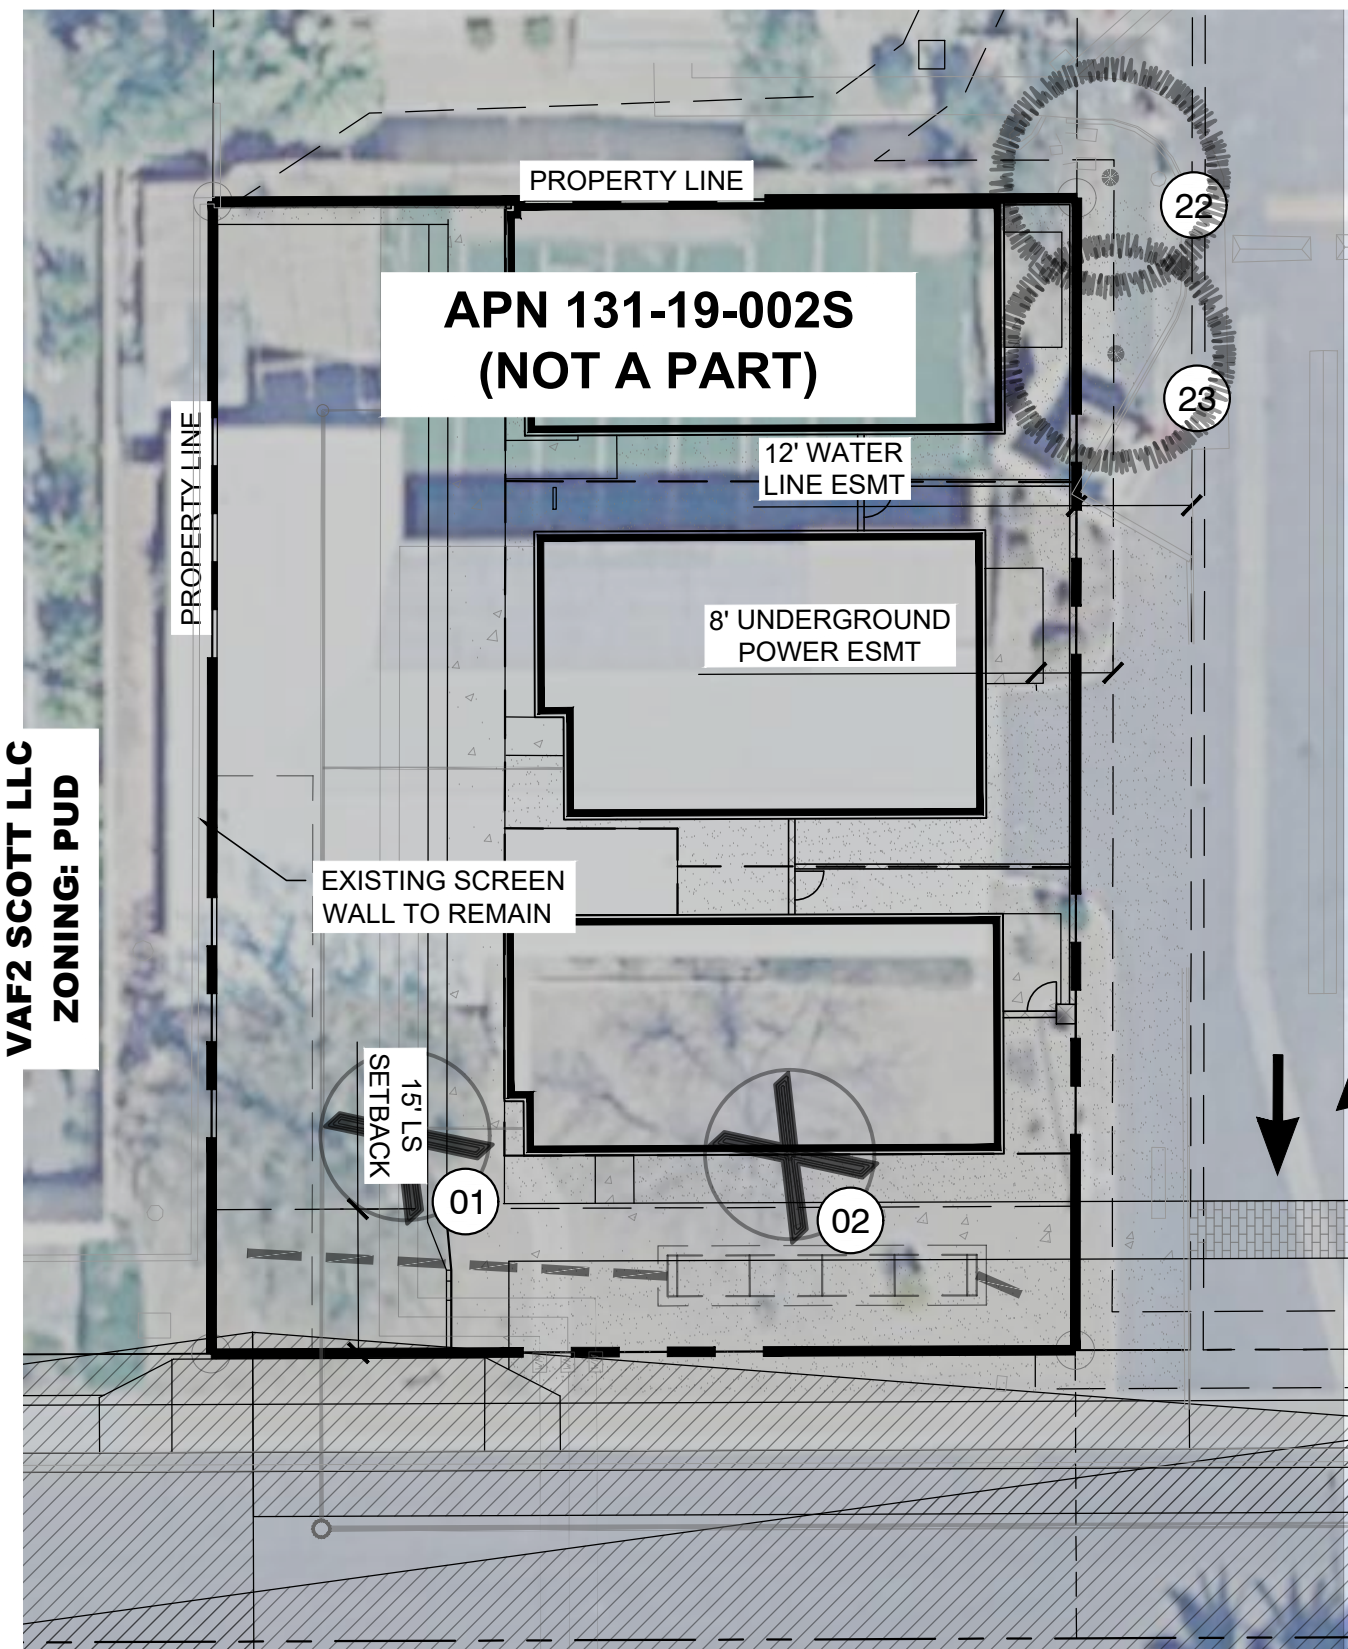 PROPERTY LINE
22
APN 131-19-002S
(NOT A PART)
23
PROPERTY LINE
12' WATER
LINE ESMT
8' UNDERGROUND
POWER ESMT
VAF2 SCOTT LLC
ZONING: PUD
EXISTING SCREEN
WALL TO REMAIN
15' LS
SETBACK
01
02